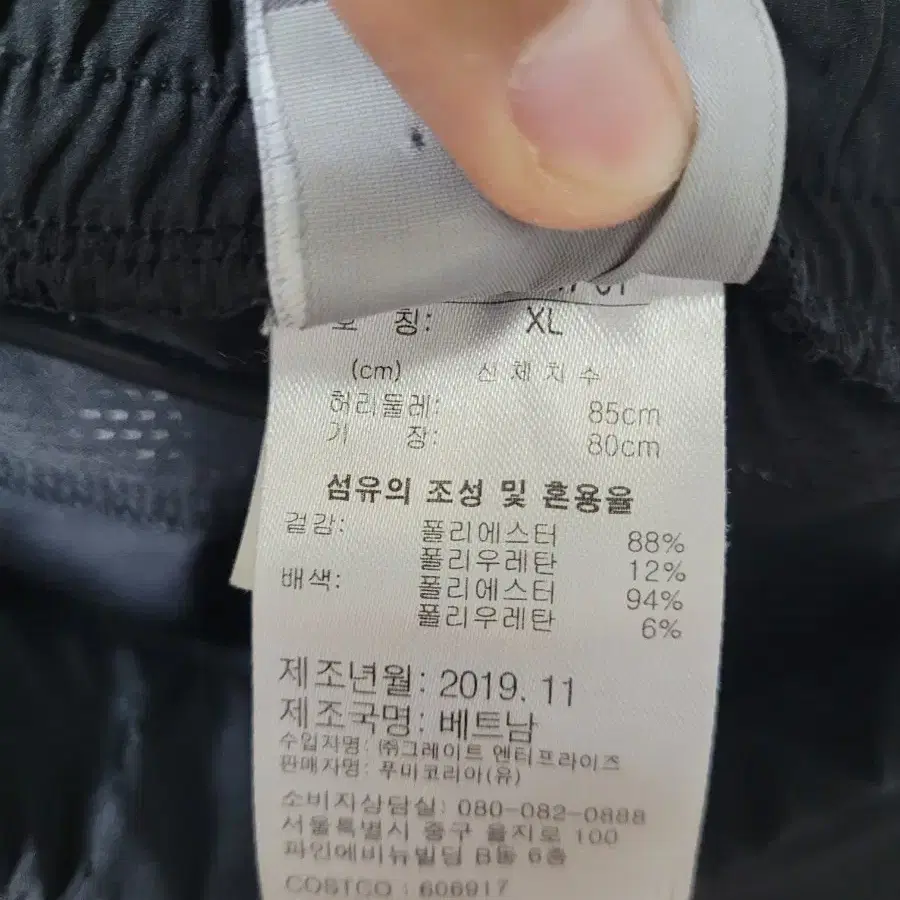 호 칭: XL
(cm) 신체치수
허리둘레: 85cm
기 장: 80cm
섬유의 조성 및 혼용율
겉감: 폴리에스터 88%
폴리우레탄 12%
배색: 폴리에스터 94%
폴리우레탄 6%
제조년월: 2019. 11
제조국명: 베트남
수입자명: ㈜그레이트 엔터프라이즈
판매자명: 푸마코리아(유)
소비자상담실: 080-082-0888
서울특별시 중구 을지로 100
파인에비뉴빌딩 B동 6층
COSTCO : 606917